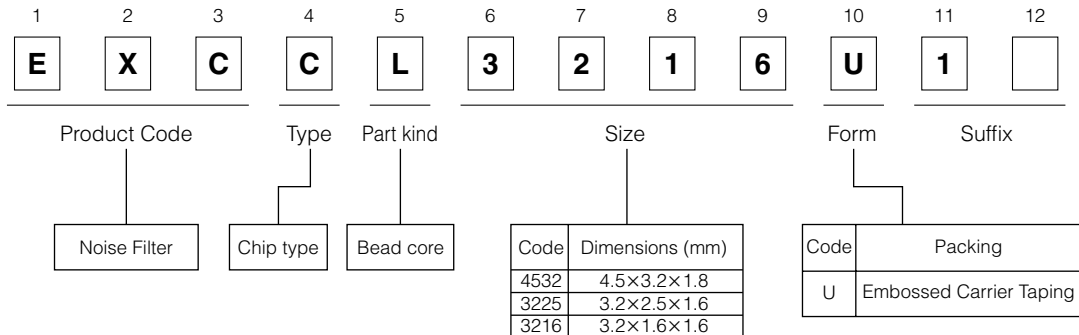 1 2 3 4 5 6 7 8 9 10 11 12
E X C C L 3 2 1 6 U 1
Product Code Type Part kind Size Form Suffix
Noise Filter Chip type Bead core
Code Dimensions (mm)
4532 4.5×3.2×1.8
3225 3.2×2.5×1.6
3216 3.2×1.6×1.6
Code Packing
U Embossed Carrier Taping